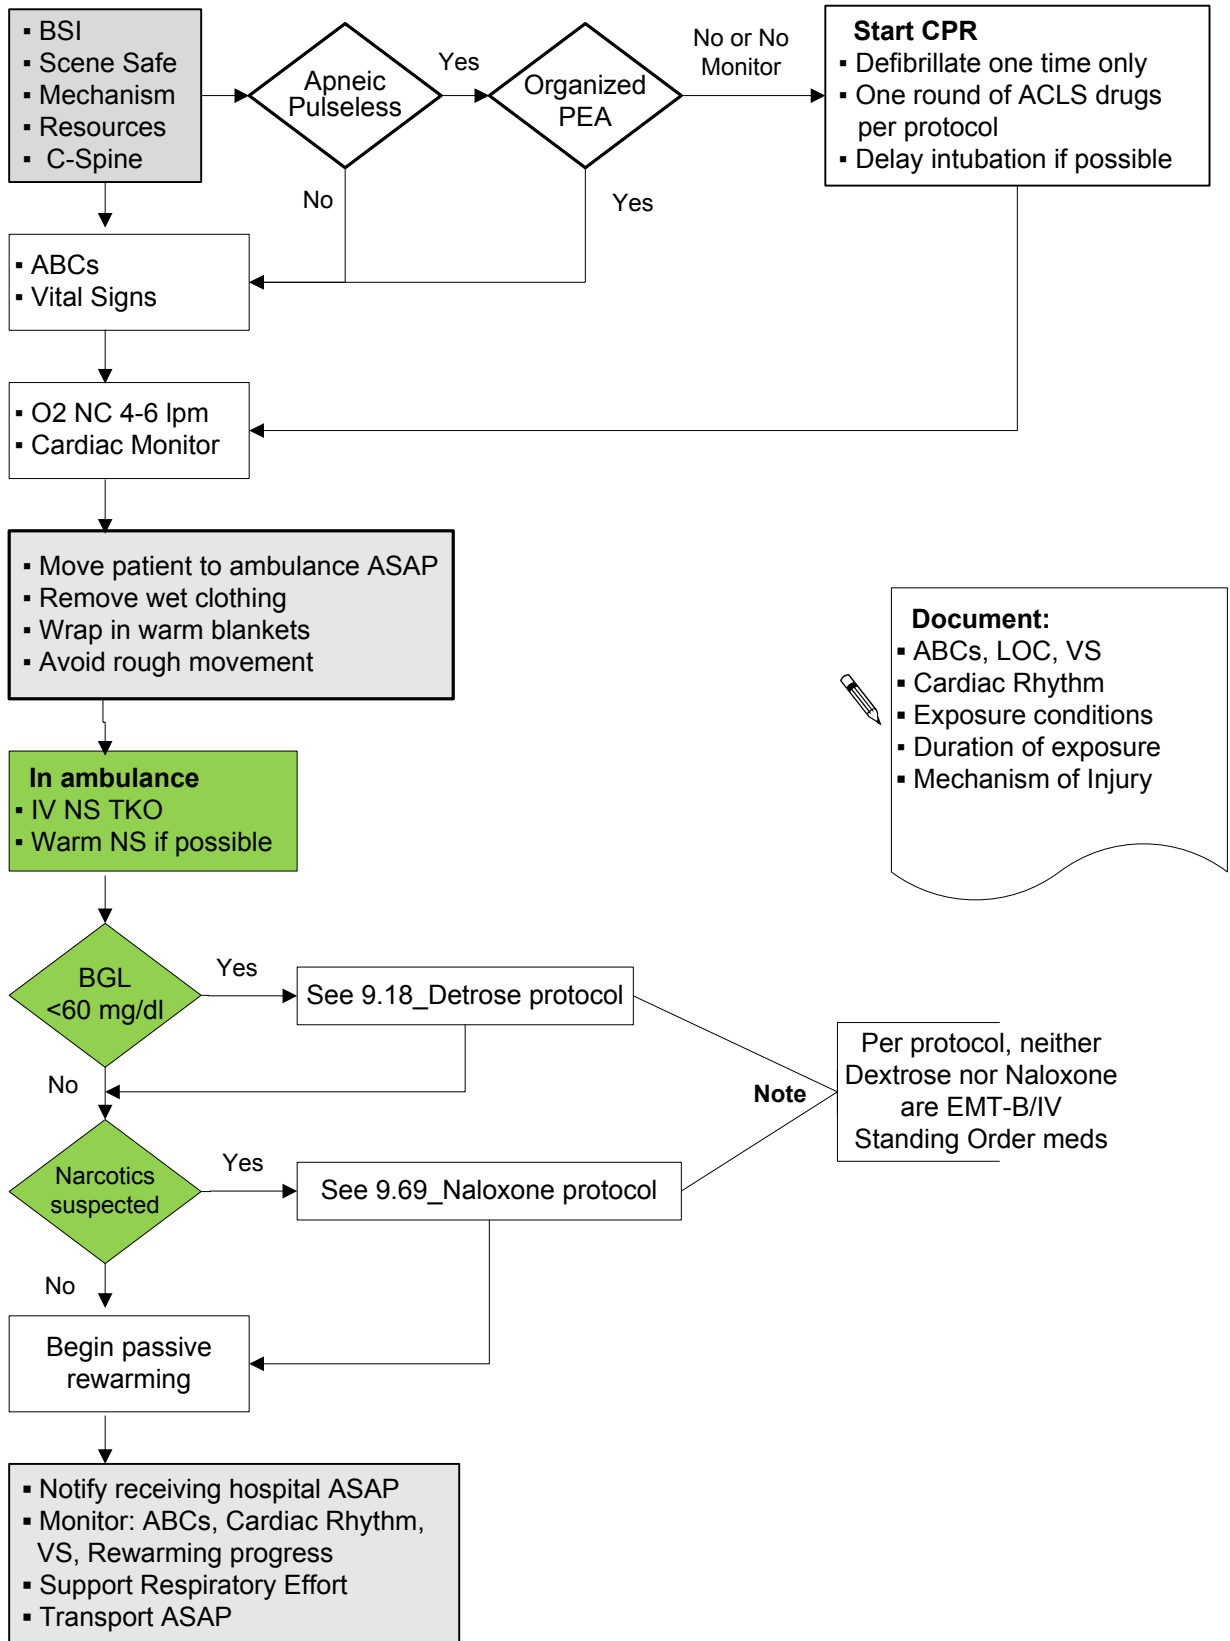 ▪ BSI
▪ Scene Safe
▪ Mechanism
▪ Resources
▪ C-Spine
Apneic
Pulseless
Yes
No
Organized
PEA
No or No
Monitor
Yes
Start CPR
▪ Defibrillate one time only
▪ One round of ACLS drugs
per protocol
▪ Delay intubation if possible
▪ ABCs
▪ Vital Signs
▪ O2 NC 4-6 lpm
▪ Cardiac Monitor
▪ Move patient to ambulance ASAP
▪ Remove wet clothing
▪ Wrap in warm blankets
▪ Avoid rough movement
Document:
▪ ABCs, LOC, VS
▪ Cardiac Rhythm
▪ Exposure conditions
▪ Duration of exposure
▪ Mechanism of Injury
In ambulance
▪ IV NS TKO
▪ Warm NS if possible
BGL
<60 mg/dl
Yes
See 9.18_Detrose protocol
No
Note
Per protocol, neither
Dextrose nor Naloxone
are EMT-B/IV
Standing Order meds
Narcotics
suspected
Yes
See 9.69_Naloxone protocol
No
Begin passive
rewarming
▪ Notify receiving hospital ASAP
▪ Monitor: ABCs, Cardiac Rhythm,
VS, Rewarming progress
▪ Support Respiratory Effort
▪ Transport ASAP